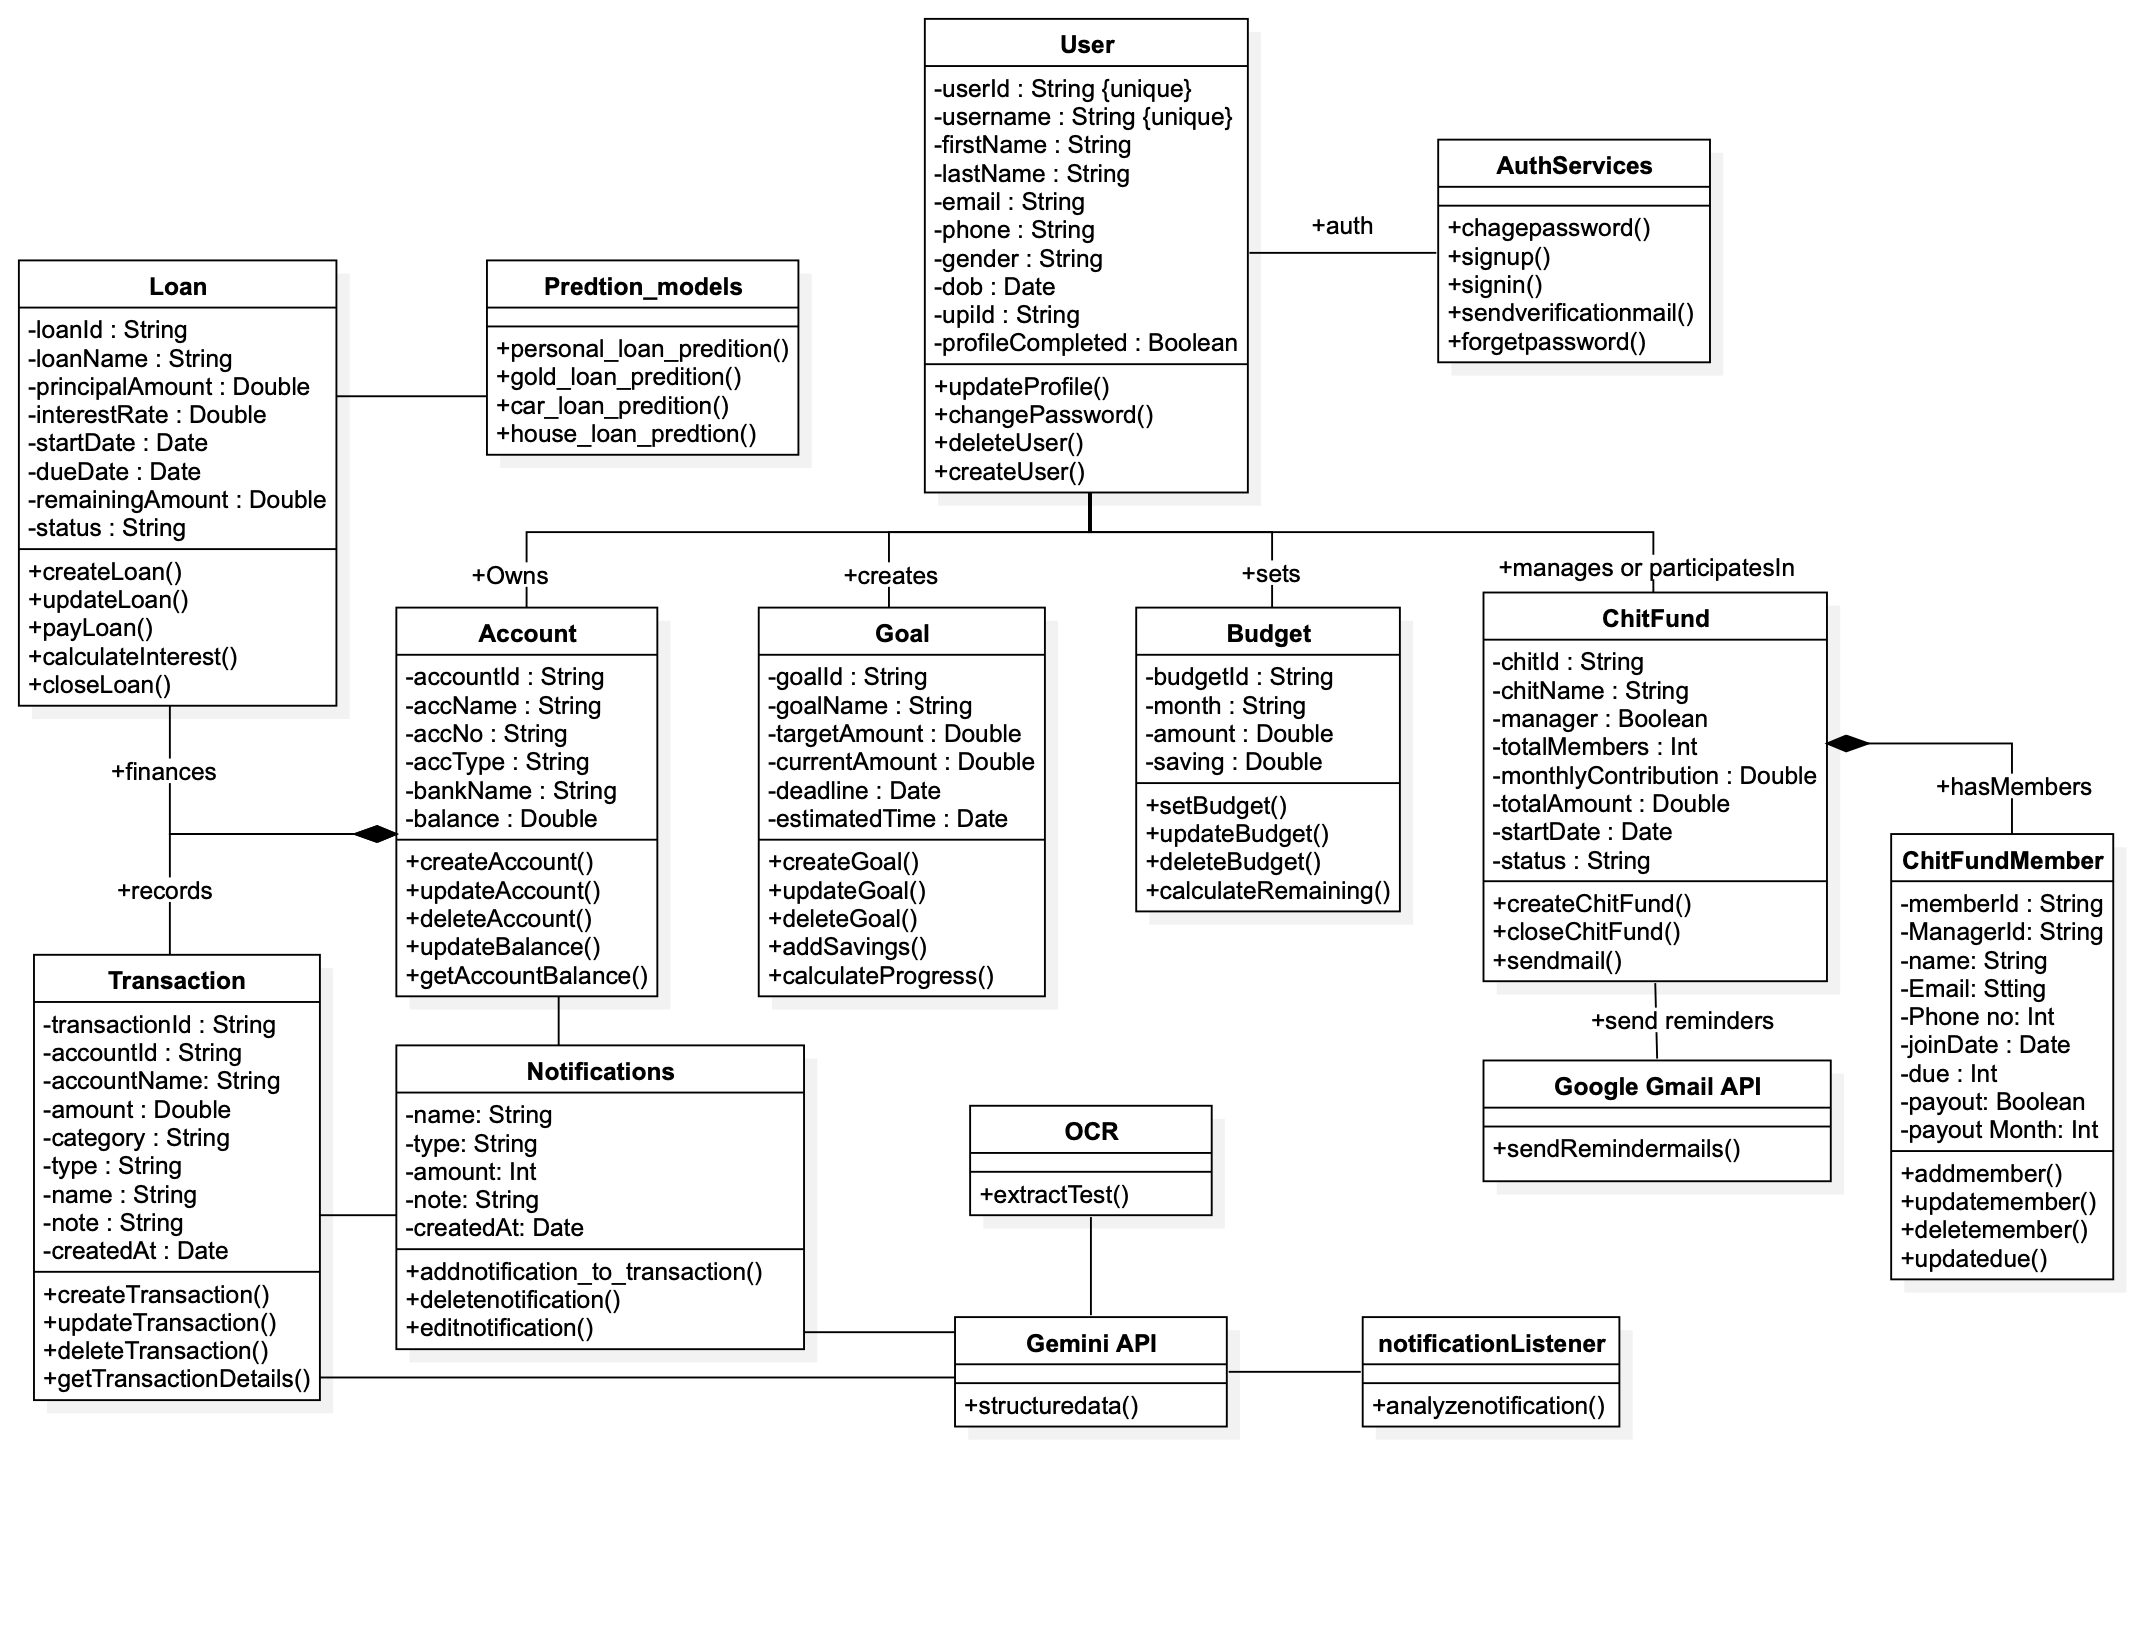 User
-userId : String {unique}
-username : String {unique}
-firstName : String
-lastName : String
-email : String
-phone : String
-gender : String
-dob : Date
-upiId : String
-profileCompleted : Boolean
+updateProfile()
+changePassword()
+deleteUser()
+createUser()
+auth
AuthServices
+chagepassword()
+signup()
+signin()
+sendverificationmail()
+forgetpassword()
Loan
-loanId : String
-loanName : String
-principalAmount : Double
-interestRate : Double
-startDate : Date
-dueDate : Date
-remainingAmount : Double
-status : String
+createLoan()
+updateLoan()
+payLoan()
+calculateInterest()
+closeLoan()
Predtion_models
+personal_loan_predition()
+gold_loan_predition()
+car_loan_predition()
+house_loan_predtion()
+Owns
+creates
+sets
+manages or participatesIn
+finances
+records
Account
-accountId : String
-accName : String
-accNo : String
-accType : String
-bankName : String
-balance : Double
+createAccount()
+updateAccount()
+deleteAccount()
+updateBalance()
+getAccountBalance()
Goal
-goalId : String
-goalName : String
-targetAmount : Double
-currentAmount : Double
-deadline : Date
-estimatedTime : Date
+createGoal()
+updateGoal()
+deleteGoal()
+addSavings()
+calculateProgress()
Budget
-budgetId : String
-month : String
-amount : Double
-saving : Double
+setBudget()
+updateBudget()
+deleteBudget()
+calculateRemaining()
ChitFund
-chitId : String
-chitName : String
-manager : Boolean
-totalMembers : Int
-monthlyContribution : Double
-totalAmount : Double
-startDate : Date
-status : String
+createChitFund()
+closeChitFund()
+sendmail()
+hasMembers
ChitFundMember
-memberId : String
-ManagerId: String
-name: String
-Email: Stting
-Phone no: Int
-joinDate : Date
-due : Int
-payout: Boolean
-payout Month: Int
+addmember()
+updatemember()
+deletemember()
+updatedue()
+send reminders
Google Gmail API
+sendRemindermails()
Transaction
-transactionId : String
-accountId : String
-accountName: String
-amount : Double
-category : String
-type : String
-name : String
-note : String
-createdAt : Date
+createTransaction()
+updateTransaction()
+deleteTransaction()
+getTransactionDetails()
Notifications
-name: String
-type: String
-amount: Int
-note: String
-createdAt: Date
+addnotification_to_transaction()
+deletenotification()
+editnotification()
OCR
+extractTest()
Gemini API
+structuredata()
notificationListener
+analyzenotification()